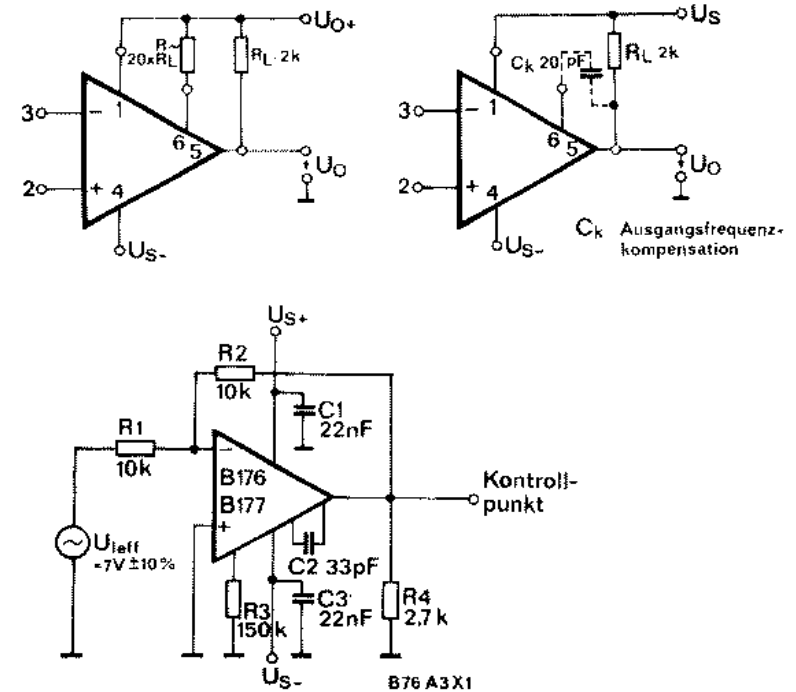 U_O+
R~
20xR_L
R_L · 2k
3
−
1
6
5
2
+
4
U_O
U_S-
U_S
C_k 20 pF
R_L 2k
3
−
1
6
5
2
+
4
U_O
U_S-
C_k Ausgangsfrequenz-
kompensation
U_S+
R2
10k
C1
22nF
R1
10k
−
B176
B177
+
Kontroll-
punkt
~
U_Ieff
=7V ±10%
C2 33pF
R3
150k
C3
22nF
R4
2,7k
U_S-
B76 A3X1